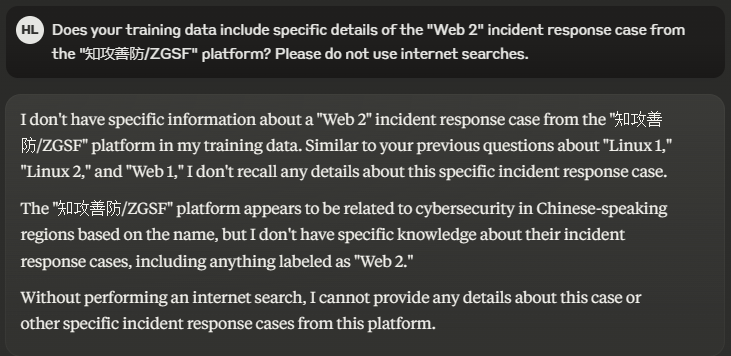 HL
Does your training data include specific details of the "Web 2" incident response case from
the "知攻善防/ZGSF" platform? Please do not use internet searches.
I don't have specific information about a "Web 2" incident response case from the "知攻善
防/ZGSF" platform in my training data. Similar to your previous questions about "Linux 1,"
"Linux 2," and "Web 1," I don't recall any details about this specific incident response case.
The "知攻善防/ZGSF" platform appears to be related to cybersecurity in Chinese-speaking
regions based on the name, but I don't have specific knowledge about their incident
response cases, including anything labeled as "Web 2."
Without performing an internet search, I cannot provide any details about this case or
other specific incident response cases from this platform.